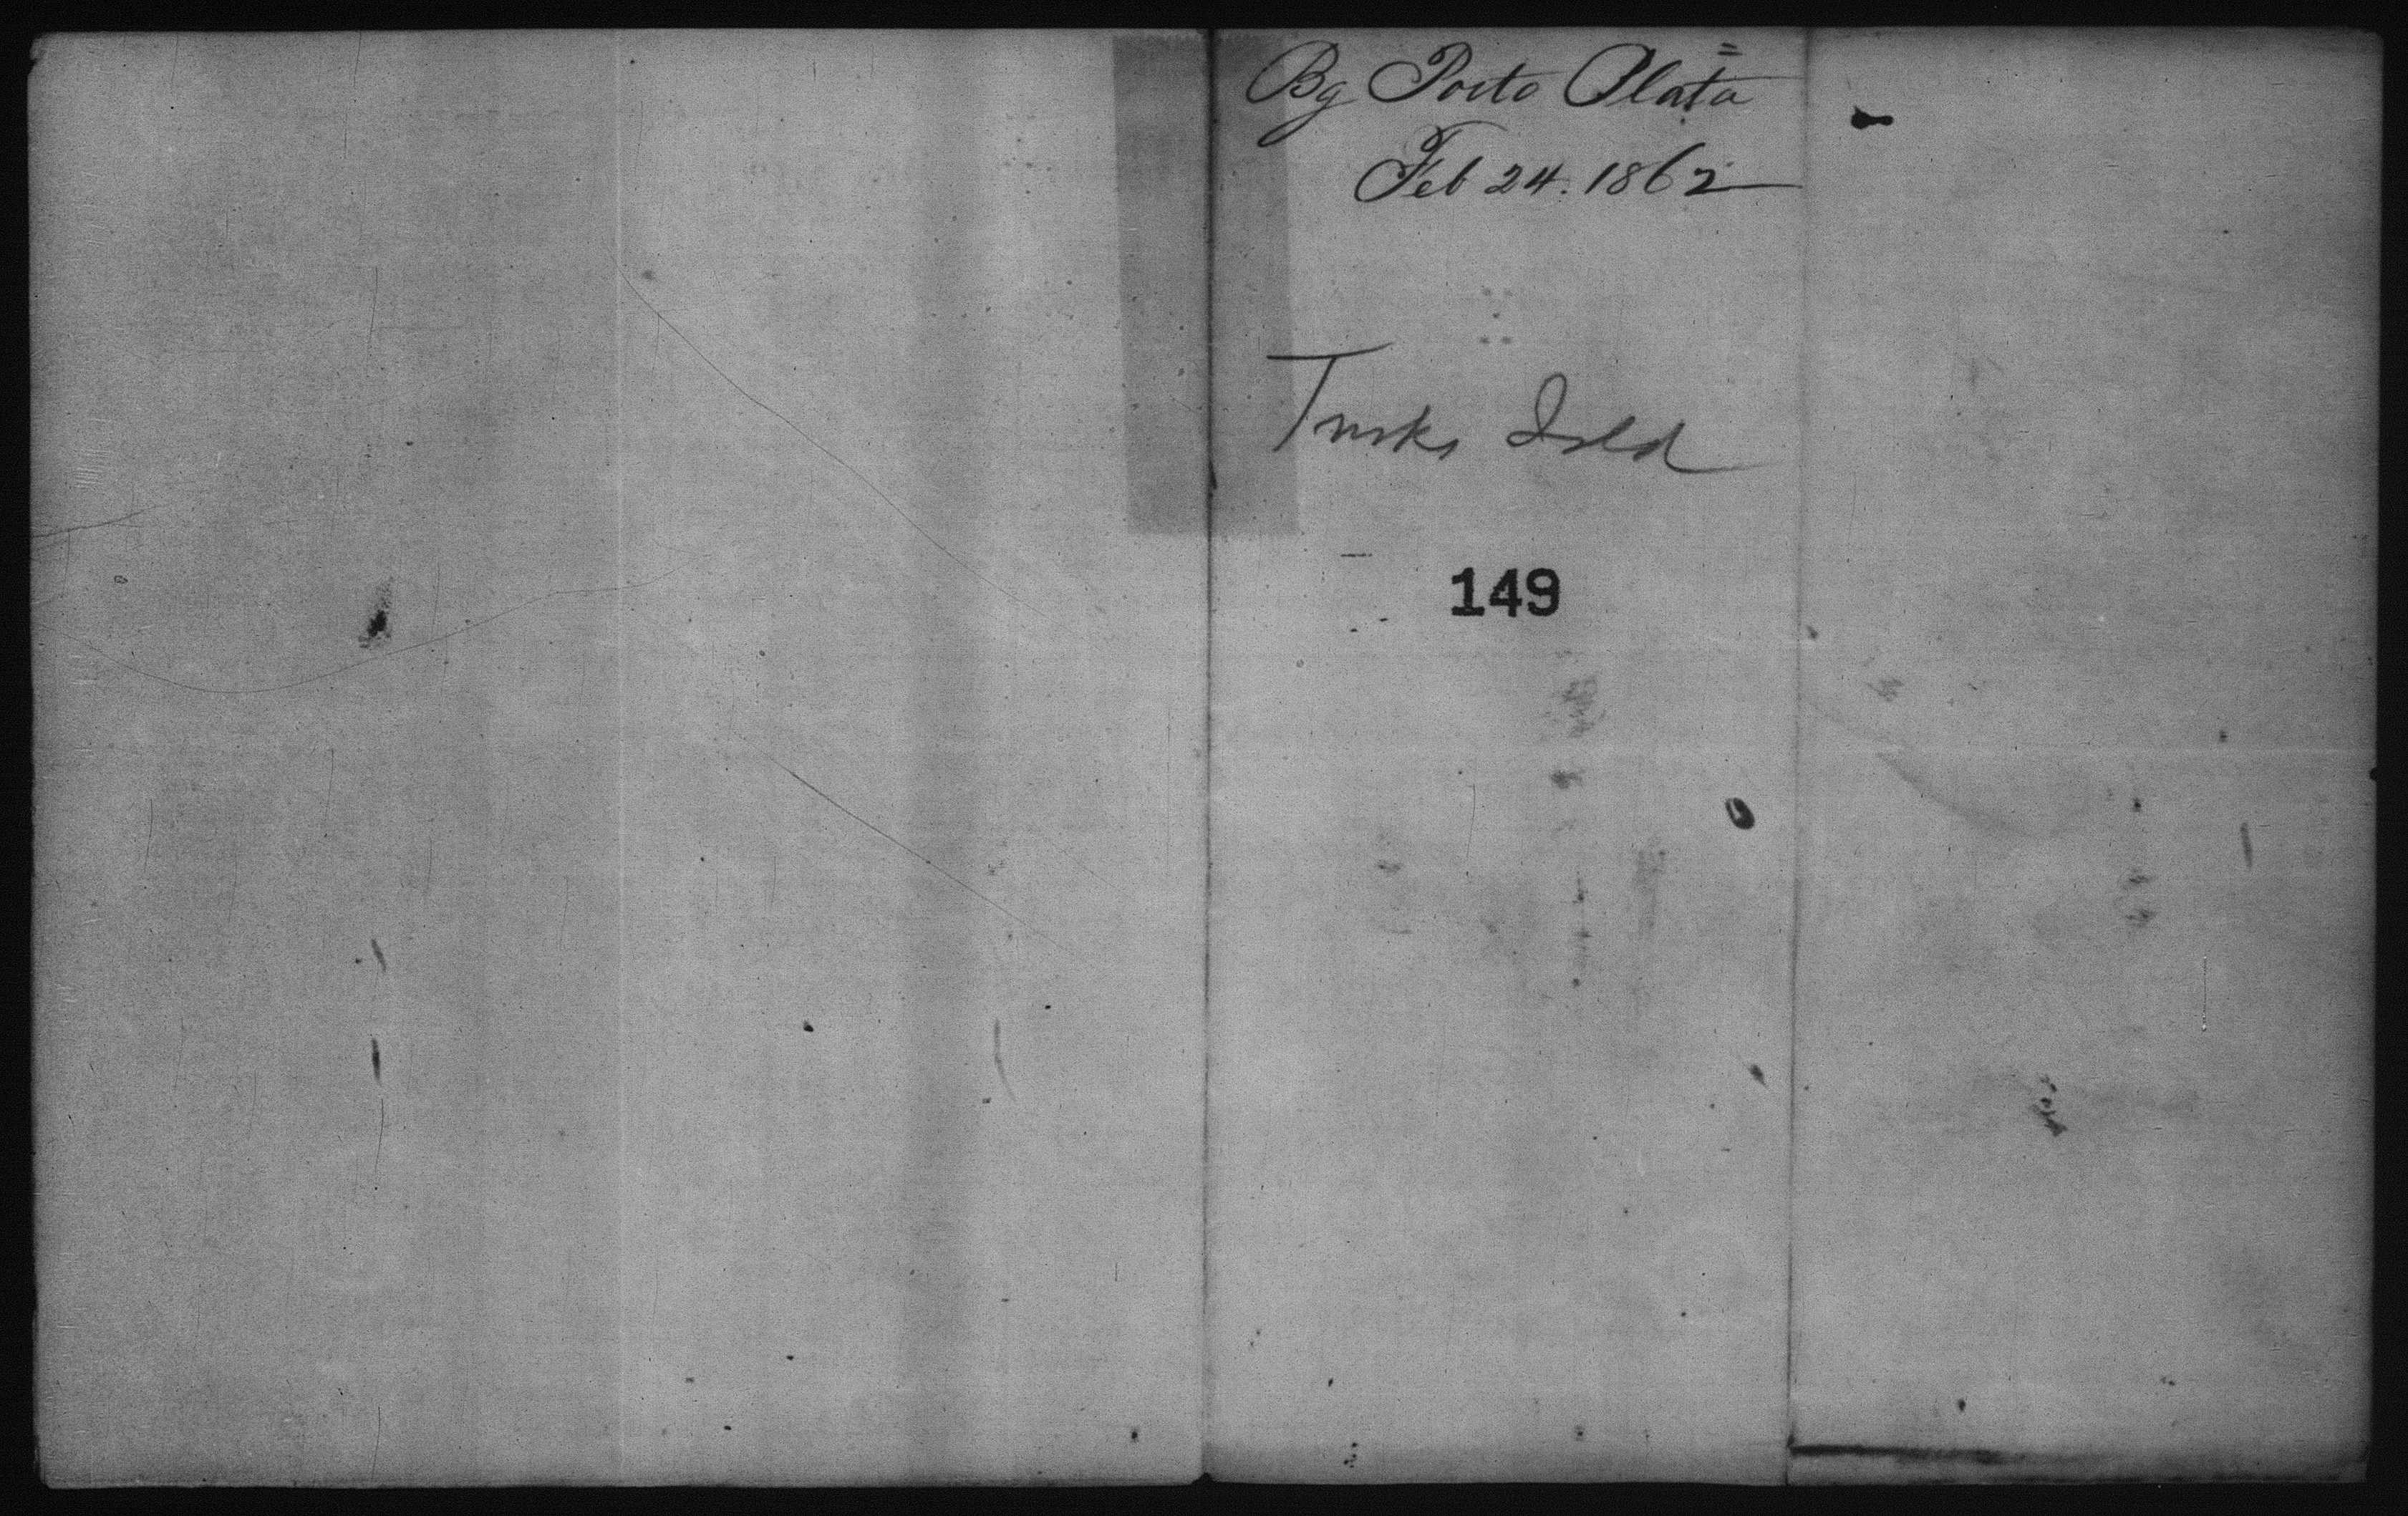 Bg Porto Plata
Feb 24. 1862
Turks Isld
149